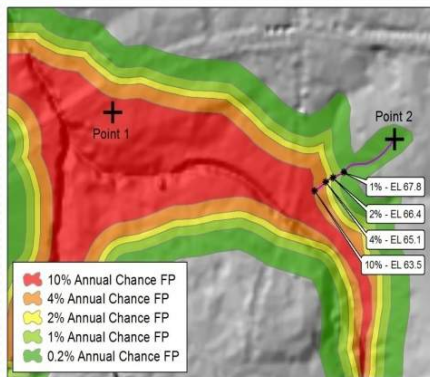 Point 1
Point 2
1% - EL 67.8
2% - EL 66.4
4% - EL 65.1
10% - EL 63.5
10% Annual Chance FP
4% Annual Chance FP
2% Annual Chance FP
1% Annual Chance FP
0.2% Annual Chance FP